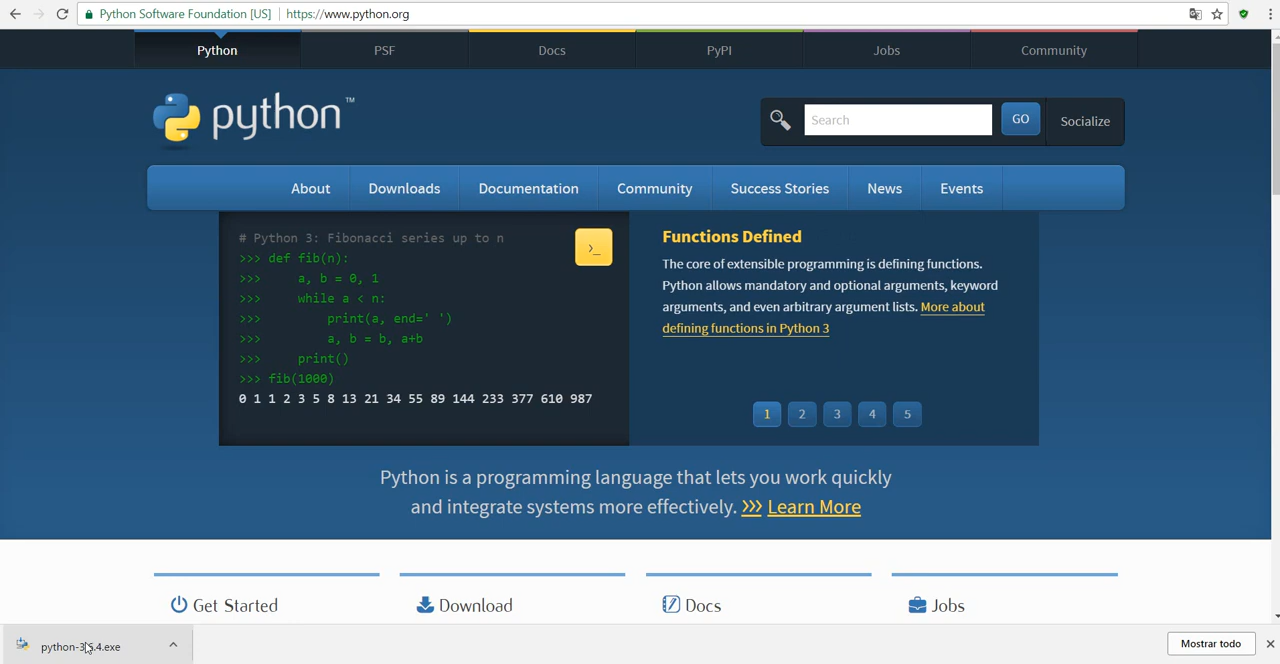 Python Software Foundation [US] https://www.python.org
Python PSF Docs PyPI Jobs Community
python™
Search GO Socialize
About Downloads Documentation Community Success Stories News Events
# Python 3: Fibonacci series up to n
>>> def fib(n):
>>> a, b = 0, 1
>>> while a < n:
>>> print(a, end=' ')
>>> a, b = b, a+b
>>> print()
>>> fib(1000)
0 1 1 2 3 5 8 13 21 34 55 89 144 233 377 610 987
>_
Functions Defined
The core of extensible programming is defining functions.
Python allows mandatory and optional arguments, keyword
arguments, and even arbitrary argument lists. More about
defining functions in Python 3
1 2 3 4 5
Python is a programming language that lets you work quickly
and integrate systems more effectively. >>> Learn More
Get Started Download Docs Jobs
python-3.5.4.exe Mostrar todo